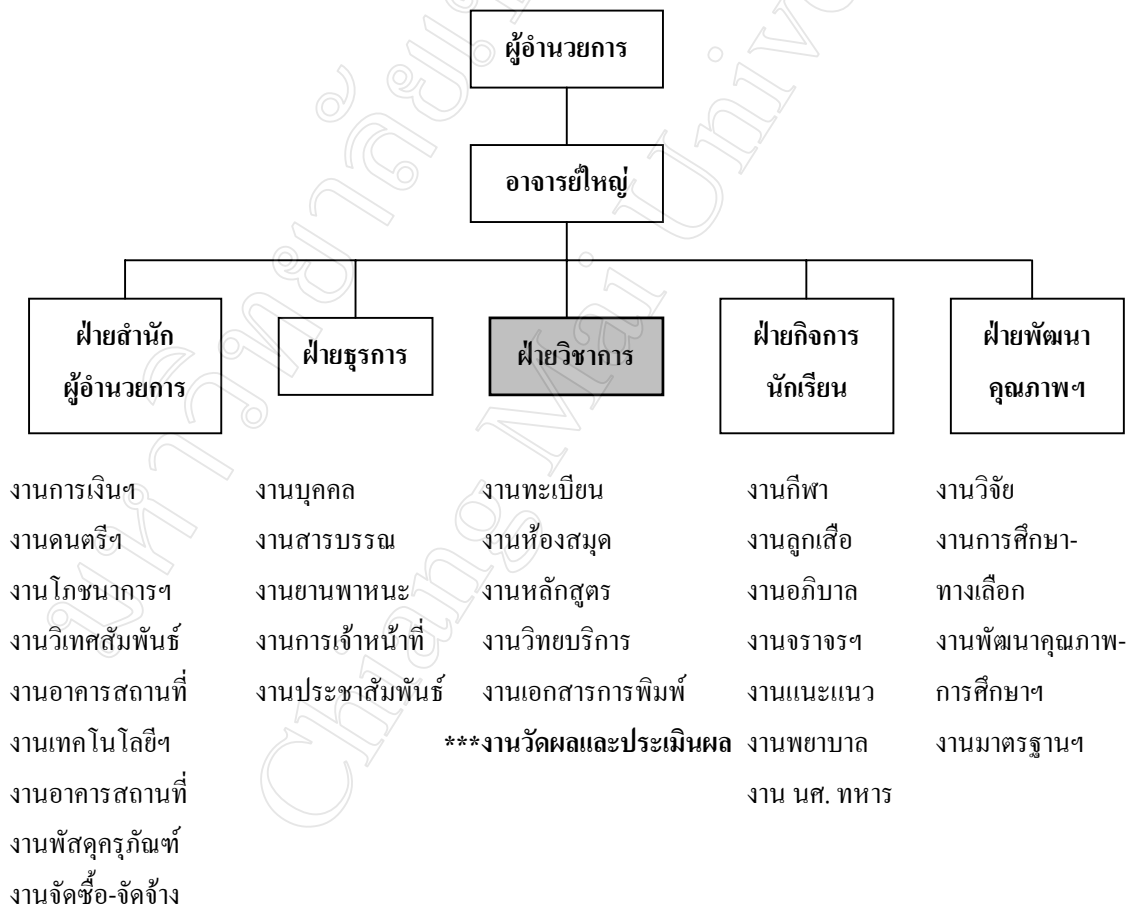 ผู้อำนวยการ
อาจารย์ใหญ่
ฝ่ายสำนัก
ผู้อำนวยการ
ฝ่ายธุรการ
ฝ่ายวิชาการ
ฝ่ายกิจการ
นักเรียน
ฝ่ายพัฒนา
คุณภาพฯ
งานการเงินฯ
งานดนตรีฯ
งานโภชนาการฯ
งานวิเทศสัมพันธ์
งานอาคารสถานที่
งานเทคโนโลยีฯ
งานอาคารสถานที่
งานพัสดุครุภัณฑ์
งานจัดซื้อ-จัดจ้าง
งานบุคคล
งานสารบรรณ
งานยานพาหนะ
งานการเจ้าหน้าที่
งานประชาสัมพันธ์
งานทะเบียน
งานห้องสมุด
งานหลักสูตร
งานวิทยบริการ
งานเอกสารการพิมพ์
***งานวัดผลและประเมินผล
งานกีฬา
งานลูกเสือ
งานอภิบาล
งานจราจรฯ
งานแนะแนว
งานพยาบาล
งาน นศ. ทหาร
งานวิจัย
งานการศึกษา-
ทางเลือก
งานพัฒนาคุณภาพ-
การศึกษาฯ
งานมาตรฐานฯ
Chiang Mai Univ